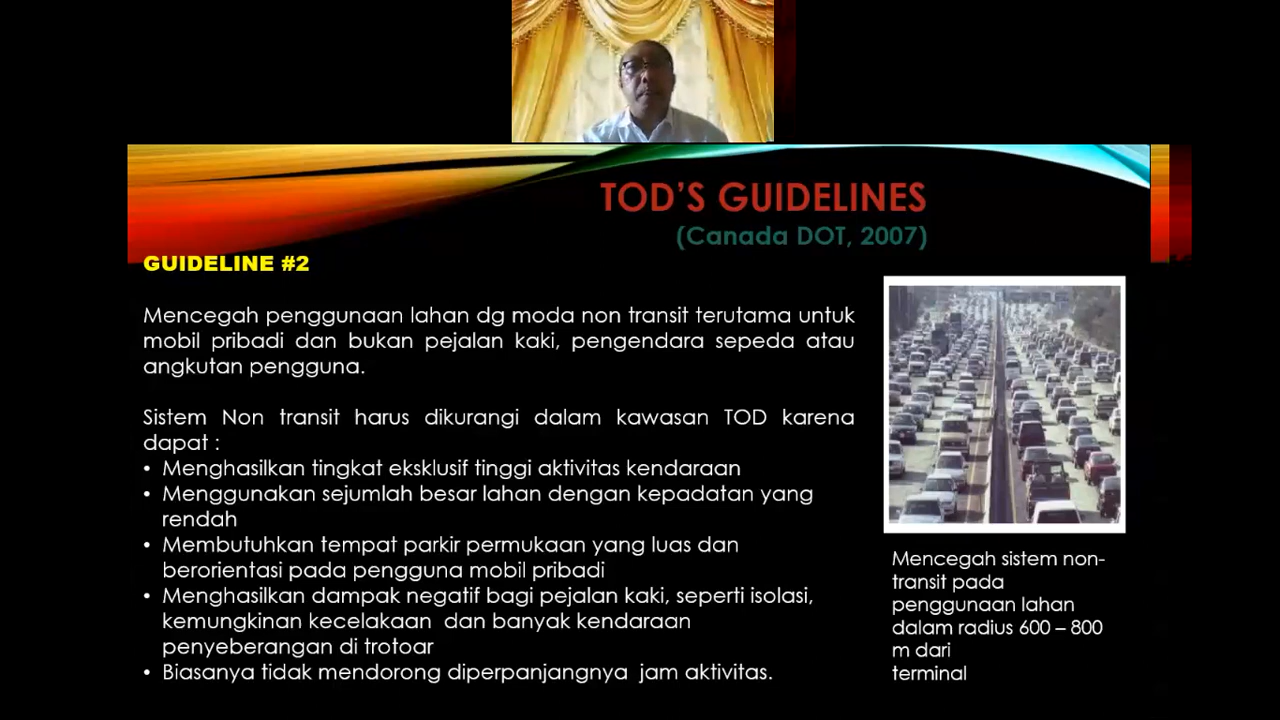 TOD'S GUIDELINES
(Canada DOT, 2007)
GUIDELINE #2
Mencegah penggunaan lahan dg moda non transit terutama untuk
mobil pribadi dan bukan pejalan kaki, pengendara sepeda atau
angkutan pengguna.
Sistem Non transit harus dikurangi dalam kawasan TOD karena
dapat :
• Menghasilkan tingkat eksklusif tinggi aktivitas kendaraan
• Menggunakan sejumlah besar lahan dengan kepadatan yang
rendah
• Membutuhkan tempat parkir permukaan yang luas dan
berorientasi pada pengguna mobil pribadi
• Menghasilkan dampak negatif bagi pejalan kaki, seperti isolasi,
kemungkinan kecelakaan dan banyak kendaraan
penyeberangan di trotoar
• Biasanya tidak mendorong diperpanjangnya jam aktivitas.
Mencegah sistem non-
transit pada
penggunaan lahan
dalam radius 600 – 800
m dari
terminal